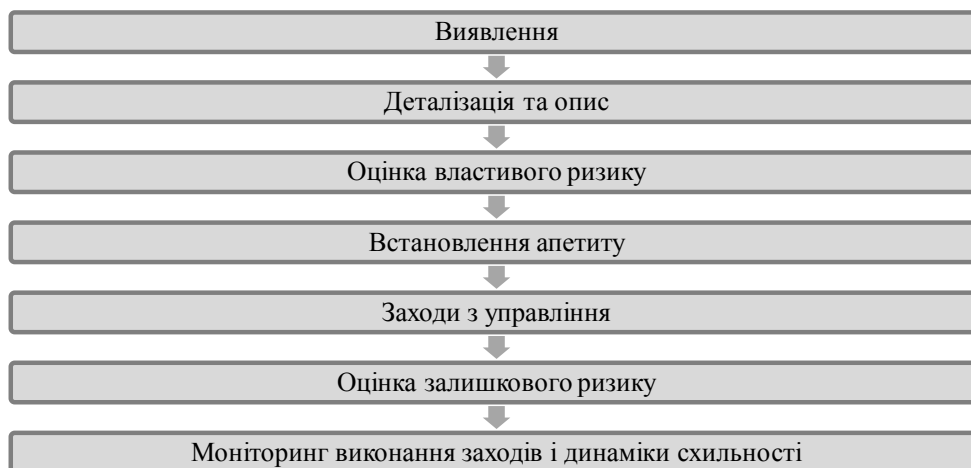 Виявлення
Деталізація та опис
Оцінка властивого ризику
Встановлення апетиту
Заходи з управління
Оцінка залишкового ризику
Моніторинг виконання заходів і динаміки схильності